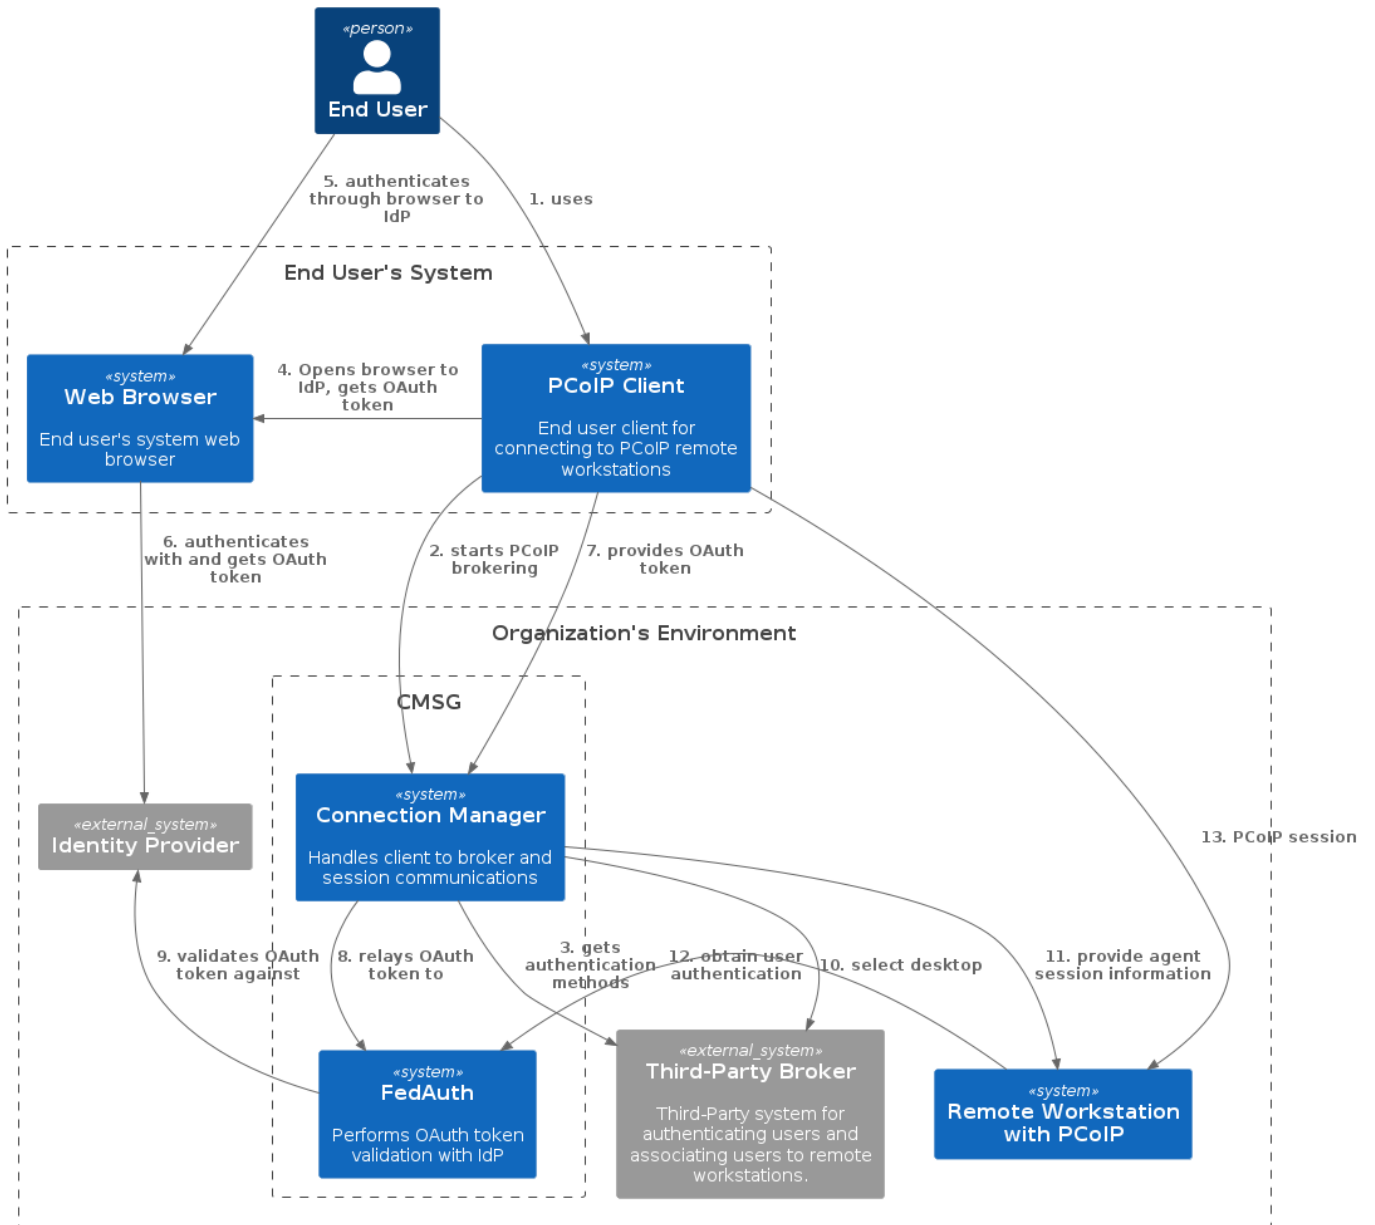 «person»
End User
5. authenticates
through browser to
IdP
1. uses
End User's System
«system»
Web Browser
End user's system web
browser
4. Opens browser to
IdP, gets OAuth
token
«system»
PCoIP Client
End user client for
connecting to PCoIP remote
workstations
6. authenticates
with and gets OAuth
token
2. starts PCoIP
brokering
7. provides OAuth
token
Organization's Environment
CMSG
«system»
Connection Manager
Handles client to broker and
session communications
«external_system»
Identity Provider
13. PCoIP session
9. validates OAuth
token against
8. relays OAuth
token to
3. gets
authentication
methods
12. obtain user
authentication
10. select desktop
11. provide agent
session information
«system»
FedAuth
Performs OAuth token
validation with IdP
«external_system»
Third-Party Broker
Third-Party system for
authenticating users and
associating users to remote
workstations.
«system»
Remote Workstation
with PCoIP